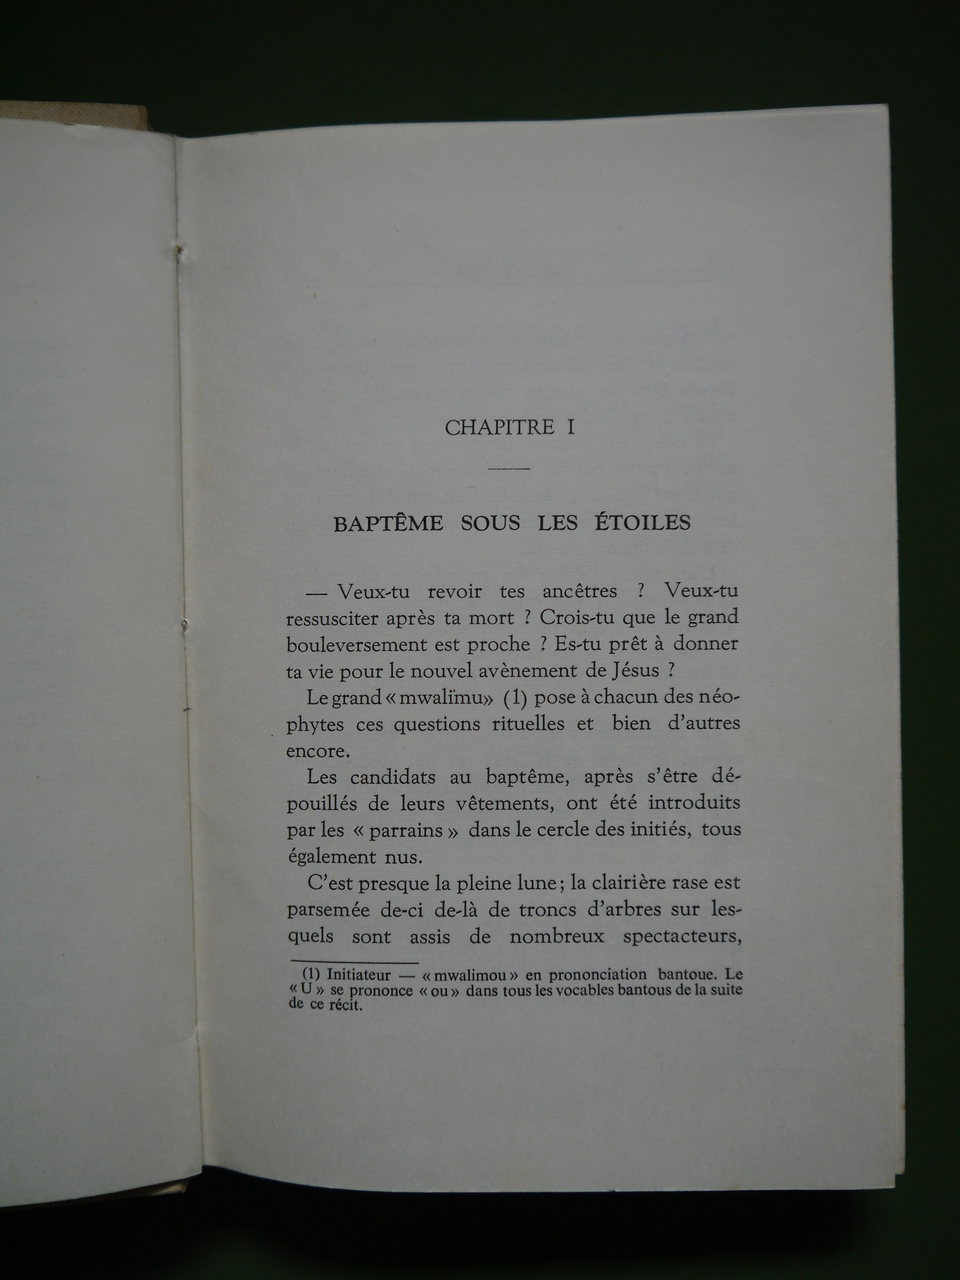 CHAPITRE I
BAPTÊME SOUS LES ÉTOILES
— Veux-tu revoir tes ancêtres ? Veux-tu
ressusciter après ta mort ? Crois-tu que le grand
bouleversement est proche ? Es-tu prêt à donner
ta vie pour le nouvel avènement de Jésus ?
Le grand « mwalimu» (1) pose à chacun des néo-
phytes ces questions rituelles et bien d'autres
encore.
Les candidats au baptême, après s'être dé-
pouillés de leurs vêtements, ont été introduits
par les « parrains » dans le cercle des initiés, tous
également nus.
C'est presque la pleine lune; la clairière rase est
parsemée de-ci de-là de troncs d'arbres sur les-
quels sont assis de nombreux spectacteurs,
(1) Initiateur — « mwalimou » en prononciation bantoue. Le
« U » se prononce « ou » dans tous les vocables bantous de la suite
de ce récit.